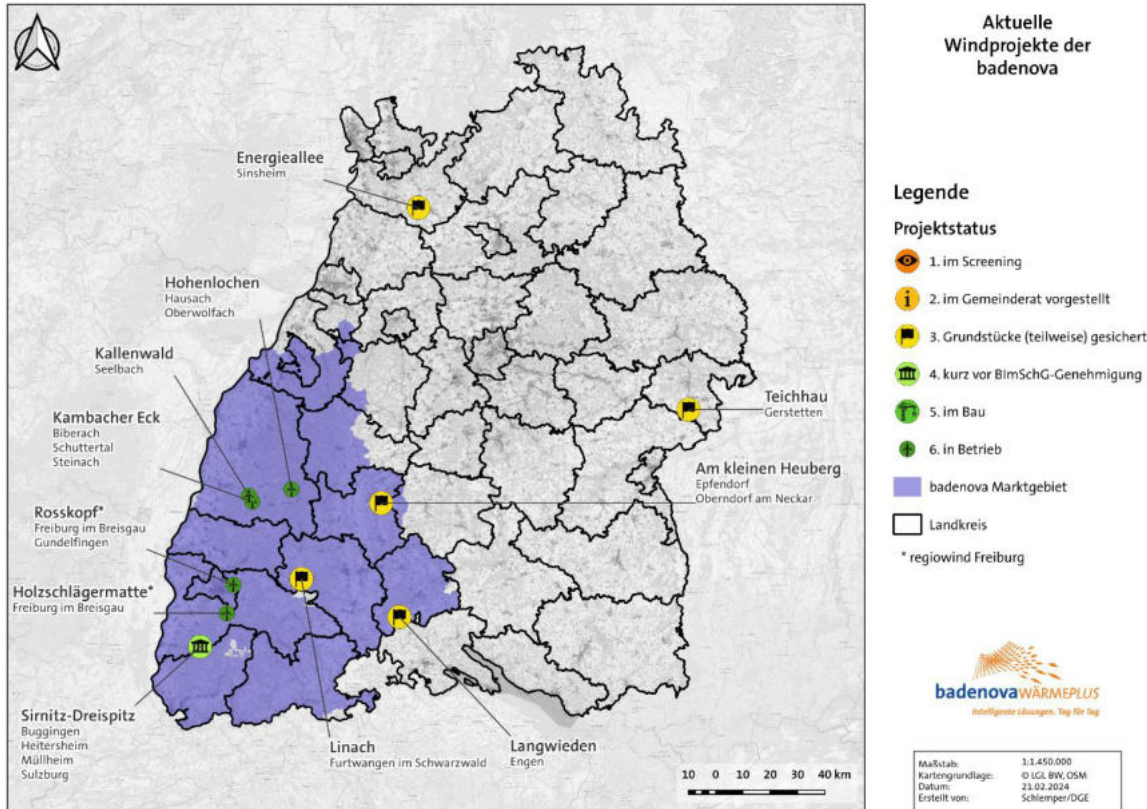 Aktuelle
Windprojekte der
badenova
Energieallee
Sinsheim
Hohenlochen
Hausach
Oberwolfach
Kallenwald
Seelbach
Kambacher Eck
Biberach
Schuttertal
Steinach
Rosskopf*
Freiburg im Breisgau
Gundelfingen
Holzschlägermatte*
Freiburg im Breisgau
Sirnitz-Dreispitz
Buggingen
Heitersheim
Müllheim
Sulzburg
Linach
Furtwangen im Schwarzwald
Langwieden
Engen
Am kleinen Heuberg
Epfendorf
Oberndorf am Neckar
Teichhau
Gerstetten
10 0 10 20 30 40 km
Legende
Projektstatus
1. im Screening
2. im Gemeinderat vorgestellt
3. Grundstücke (teilweise) gesichert
4. kurz vor BImSchG-Genehmigung
5. im Bau
6. in Betrieb
badenova Marktgebiet
Landkreis
* regiowind Freiburg
badenovaWÄRMEPLUS
Intelligente Lösungen. Tag für Tag
Maßstab: 1:1.450.000
Kartengrundlage: © LGL BW, OSM
Datum: 21.02.2024
Erstellt von: Schlemper/DGE